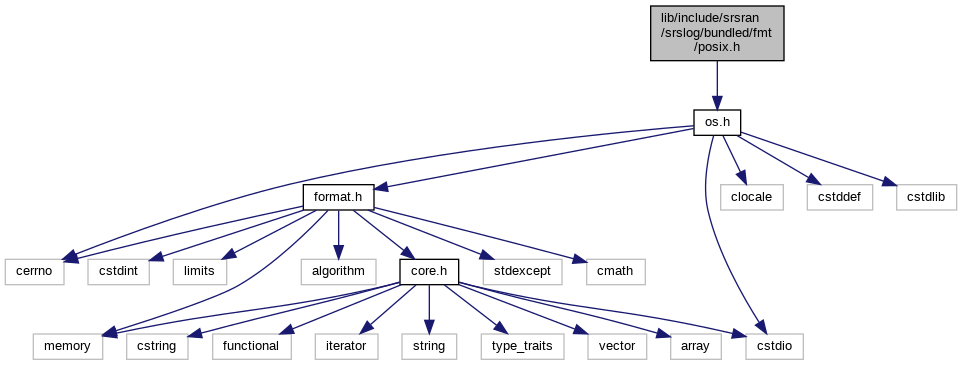 lib/include/srsran
/srslog/bundled/fmt
/posix.h
os.h
format.h
clocale
cstddef
cstdlib
cerrno
cstdint
limits
algorithm
core.h
stdexcept
cmath
memory
cstring
functional
iterator
string
type_traits
vector
array
cstdio